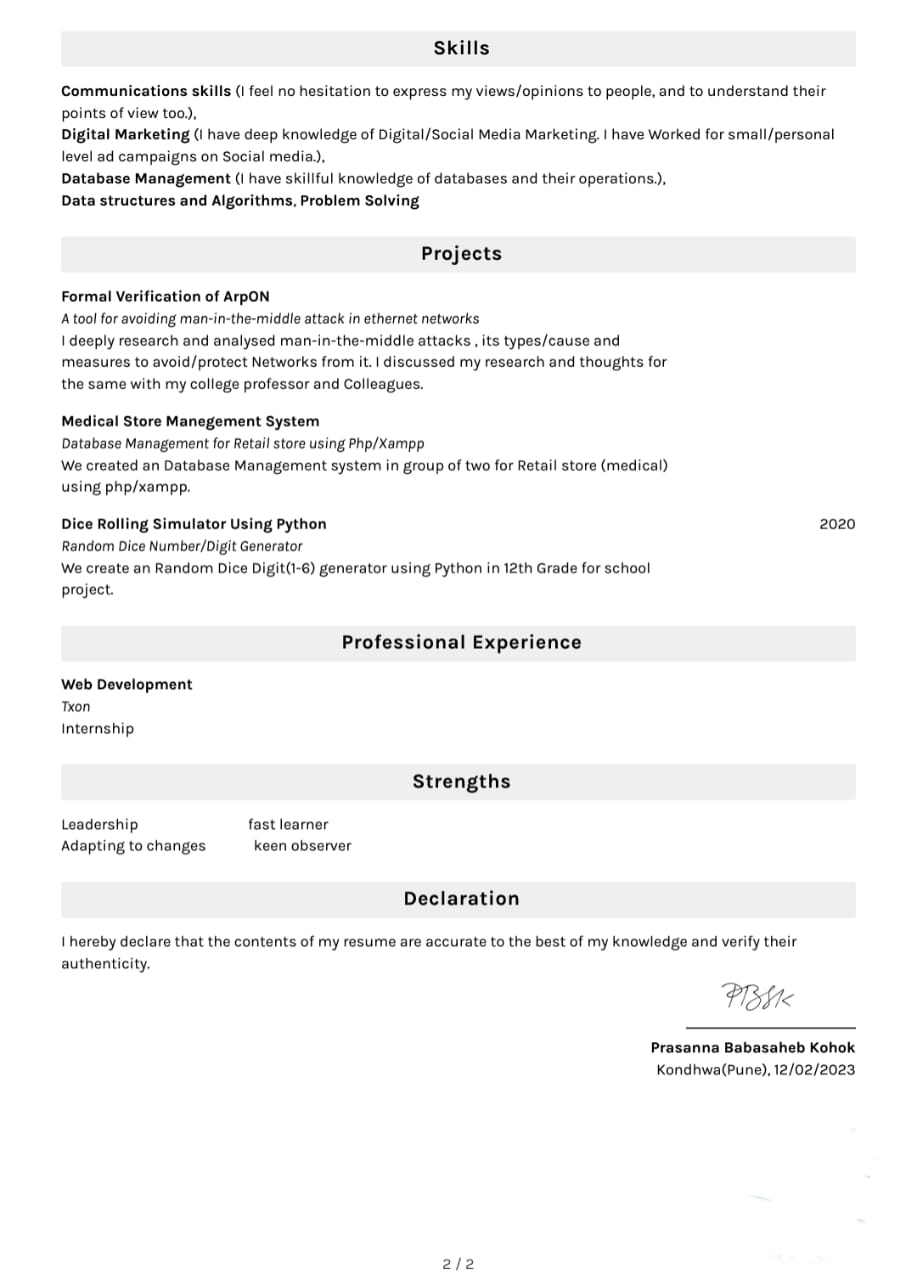 Skills
Communications skills (I feel no hesitation to express my views/opinions to people, and to understand their
points of view too.),
Digital Marketing (I have deep knowledge of Digital/Social Media Marketing. I have Worked for small/personal
level ad campaigns on Social media.),
Database Management (I have skillful knowledge of databases and their operations.),
Data structures and Algorithms, Problem Solving
Projects
Formal Verification of ArpON
A tool for avoiding man-in-the-middle attack in ethernet networks
I deeply research and analysed man-in-the-middle attacks , its types/cause and
measures to avoid/protect Networks from it. I discussed my research and thoughts for
the same with my college professor and Colleagues.
Medical Store Manegement System
Database Management for Retail store using Php/Xampp
We created an Database Management system in group of two for Retail store (medical)
using php/xampp.
Dice Rolling Simulator Using Python 2020
Random Dice Number/Digit Generator
We create an Random Dice Digit(1-6) generator using Python in 12th Grade for school
project.
Professional Experience
Web Development
Txon
Internship
Strengths
Leadership fast learner
Adapting to changes keen observer
Declaration
I hereby declare that the contents of my resume are accurate to the best of my knowledge and verify their
authenticity.
PBSK
Prasanna Babasaheb Kohok
Kondhwa(Pune), 12/02/2023
2 / 2